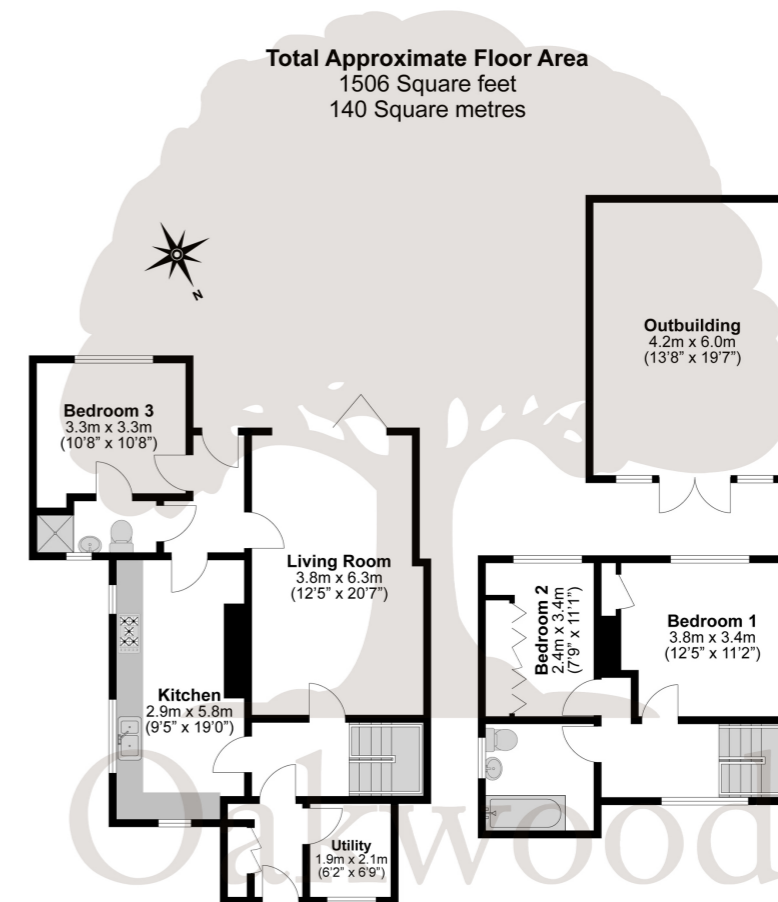 Total Approximate Floor Area
1506 Square feet
140 Square metres
N
Outbuilding
4.2m x 6.0m
(13'8" x 19'7")
Bedroom 3
3.3m x 3.3m
(10'8" x 10'8")
Living Room
3.8m x 6.3m
(12'5" x 20'7")
Bedroom 2
2.4m x 3.4m
(7'9" x 11'1")
Bedroom 1
3.8m x 3.4m
(12'5" x 11'2")
Kitchen
2.9m x 5.8m
(9'5" x 19'0")
Utility
1.9m x 2.1m
(6'2" x 6'9")
Oakwood